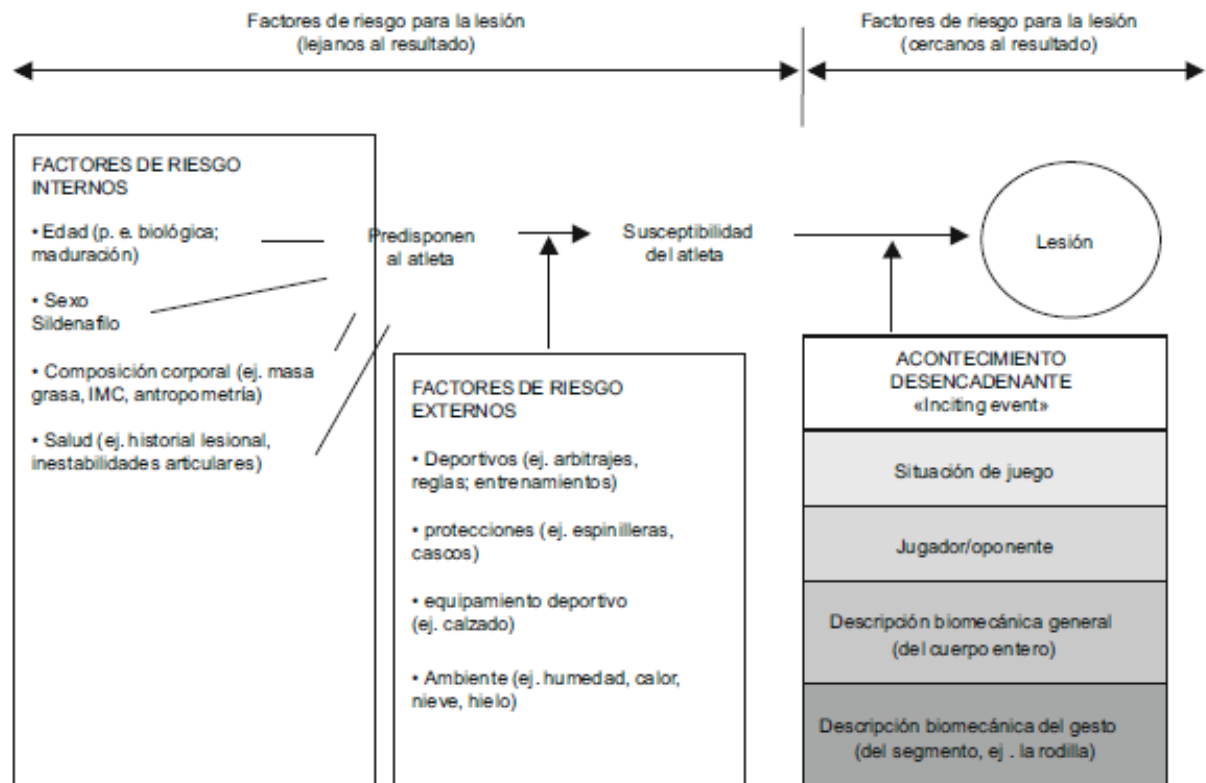 Factores de riesgo para la lesión
(lejanos al resultado)
Factores de riesgo para la lesión
(cercanos al resultado)
FACTORES DE RIESGO
INTERNOS
• Edad (p. e. biológica;
maduración)
• Sexo
Sildenafilo
• Composición corporal (ej. masa
grasa, IMC, antropometría)
• Salud (ej. historial lesional,
inestabilidades articulares)
Predisponen
al atleta
FACTORES DE RIESGO
EXTERNOS
• Deportivos (ej. arbitrajes,
reglas; entrenamientos)
• protecciones (ej. espinilleras,
cascos)
• equipamiento deportivo
(ej. calzado)
• Ambiente (ej. humedad, calor,
nieve, hielo)
Susceptibilidad
del atleta
Lesión
ACONTECIMIENTO
DESENCADENANTE
«Inciting event»
Situación de juego
Jugador/oponente
Descripción biomecánica general
(del cuerpo entero)
Descripción biomecánica del gesto
(del segmento, ej . la rodilla)